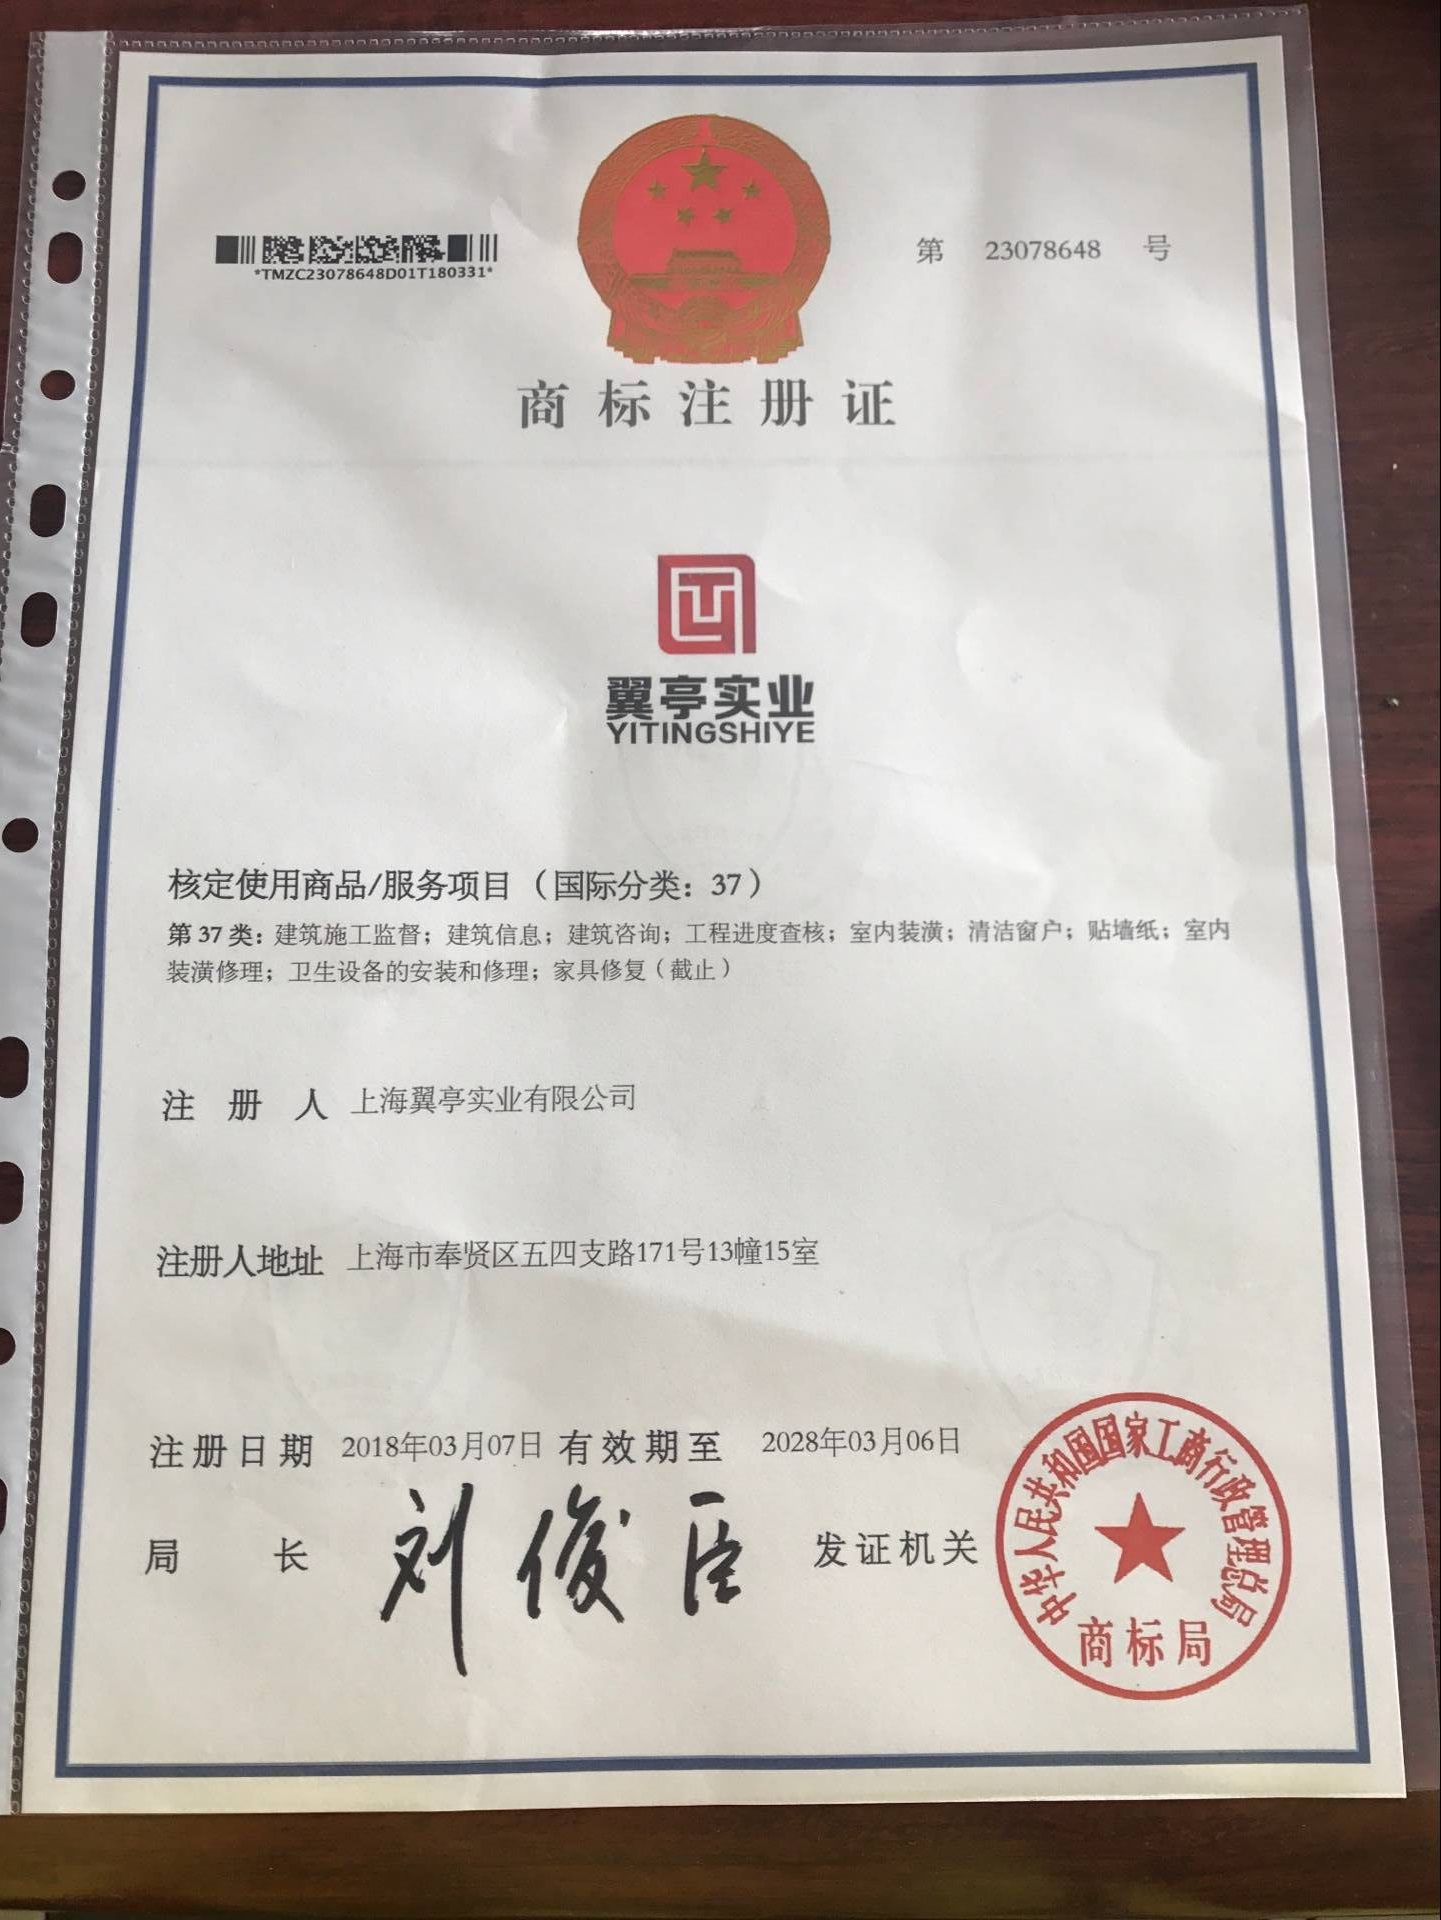 *TMZC23078648D01T180331*
第 23078648 号
商标注册证
翼亭实业
YITINGSHIYE
核定使用商品/服务项目（国际分类：37）
第 37 类：建筑施工监督；建筑信息；建筑咨询；工程进度查核；室内装潢；清洁窗户；贴墙纸；室内
装潢修理；卫生设备的安装和修理；家具修复（截止）
注册人 上海翼亭实业有限公司
注册人地址 上海市奉贤区五四支路171号13幢15室
注册日期 2018年03月07日 有效期至 2028年03月06日
局长 刘俊臣 发证机关
中华人民共和国国家工商行政管理总局
商标局